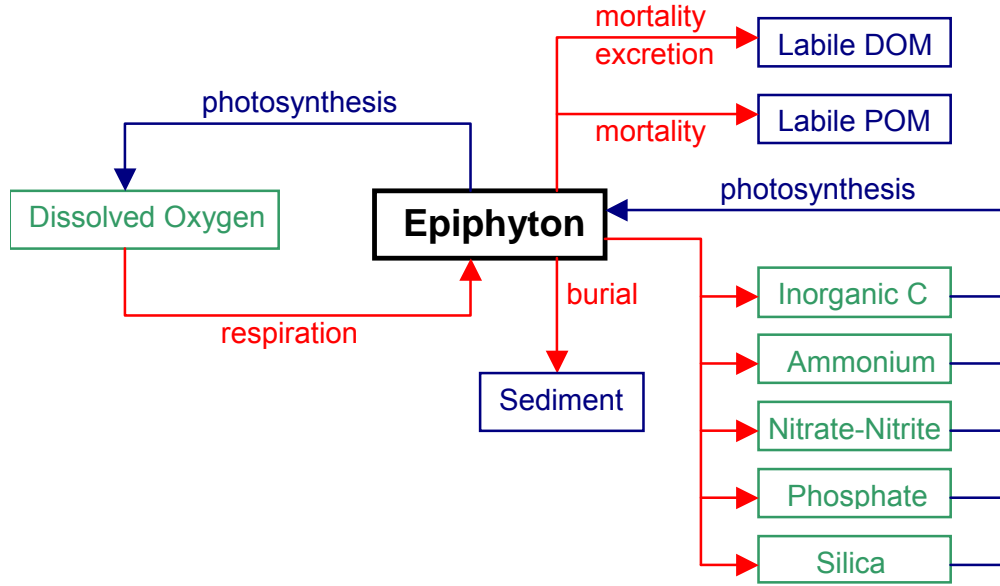 mortality
excretion
Labile DOM
photosynthesis
mortality
Labile POM
photosynthesis
Dissolved Oxygen
Epiphyton
respiration
burial
Inorganic C
Ammonium
Sediment
Nitrate-Nitrite
Phosphate
Silica